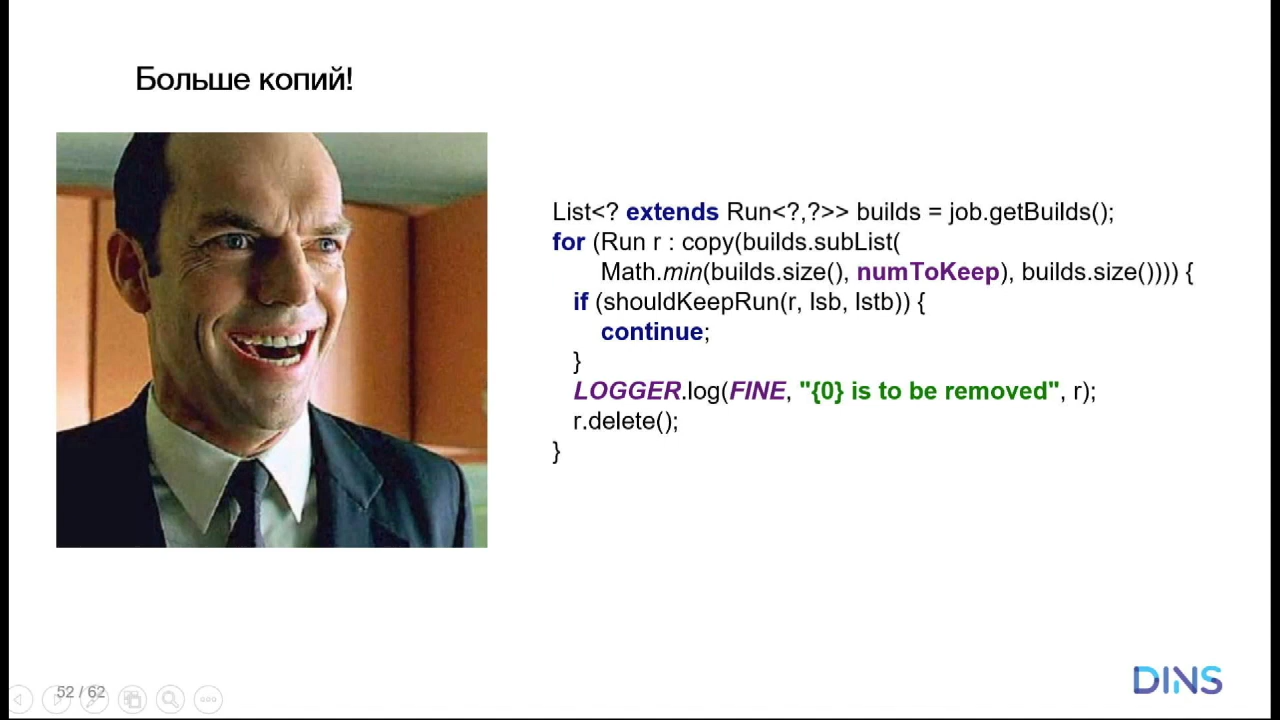 Больше копий!
List<? extends Run<?,?>> builds = job.getBuilds();
for (Run r : copy(builds.subList(
Math.min(builds.size(), numToKeep), builds.size()))) {
if (shouldKeepRun(r, lsb, lstb)) {
continue;
}
LOGGER.log(FINE, "{0} is to be removed", r);
r.delete();
}
52 / 62
DINS